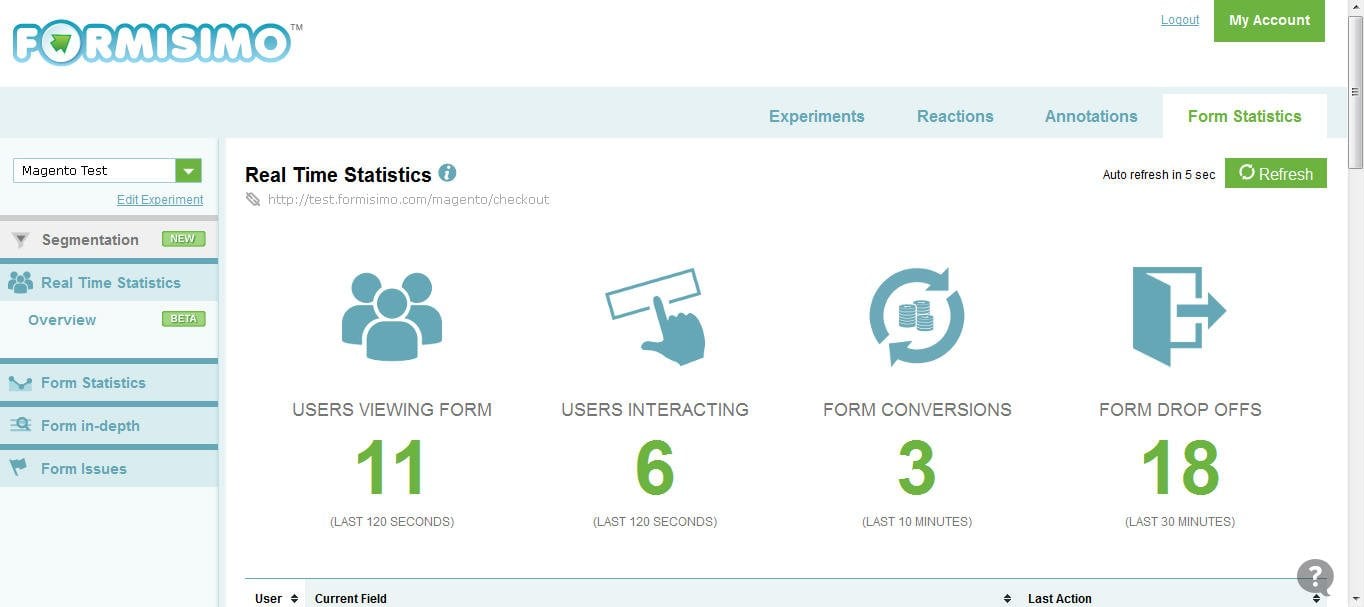 FORMISIMO™
Logout
My Account
Experiments
Reactions
Annotations
Form Statistics
Magento Test
Edit Experiment
Segmentation NEW
Real Time Statistics
Overview BETA
Form Statistics
Form in-depth
Form Issues
Real Time Statistics i
http://test.formisimo.com/magento/checkout
Auto refresh in 5 sec
Refresh
USERS VIEWING FORM
11
(LAST 120 SECONDS)
USERS INTERACTING
6
(LAST 120 SECONDS)
FORM CONVERSIONS
3
(LAST 10 MINUTES)
FORM DROP OFFS
18
(LAST 30 MINUTES)
?
User Current Field Last Action